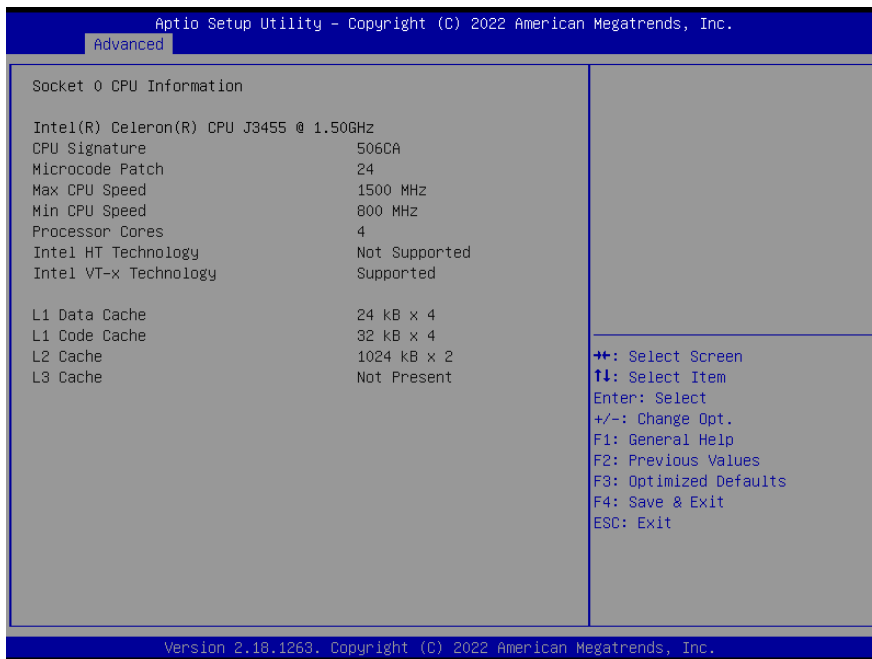 Aptio Setup Utility – Copyright (C) 2022 American Megatrends, Inc.
Advanced
Socket 0 CPU Information
Intel(R) Celeron(R) CPU J3455 @ 1.50GHz
CPU Signature 506CA
Microcode Patch 24
Max CPU Speed 1500 MHz
Min CPU Speed 800 MHz
Processor Cores 4
Intel HT Technology Not Supported
Intel VT-x Technology Supported
L1 Data Cache 24 kB x 4
L1 Code Cache 32 kB x 4
L2 Cache 1024 kB x 2
L3 Cache Not Present
→←: Select Screen
↑↓: Select Item
Enter: Select
+/-: Change Opt.
F1: General Help
F2: Previous Values
F3: Optimized Defaults
F4: Save & Exit
ESC: Exit
Version 2.18.1263. Copyright (C) 2022 American Megatrends, Inc.